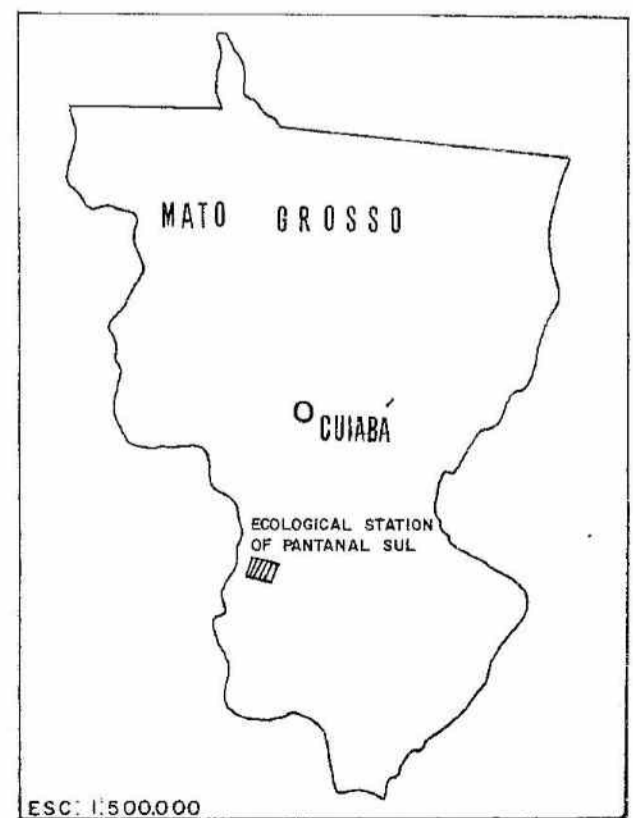 MATO GROSSO
CUIABÁ
ECOLOGICAL STATION
OF PANTANAL SUL
ESC: 1:500.000